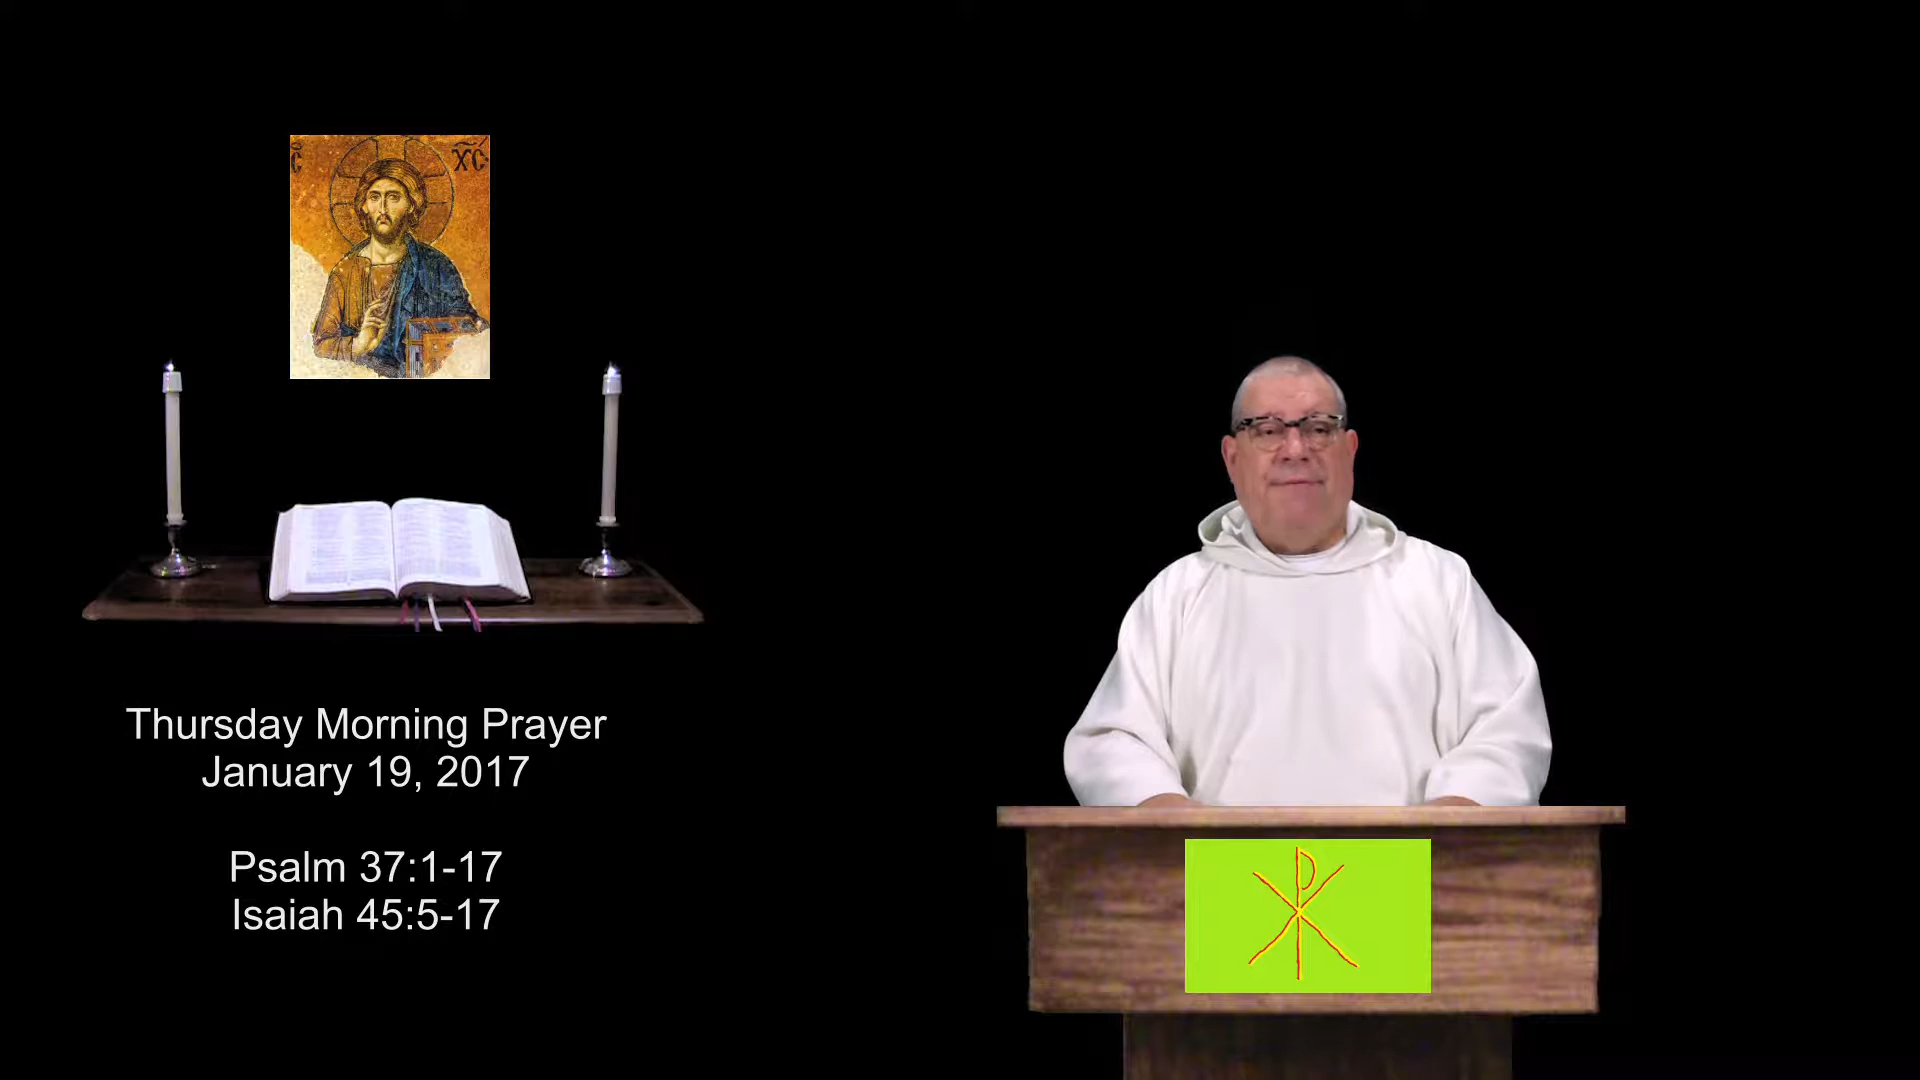 C̅
X̅C̅
Thursday Morning Prayer
January 19, 2017
Psalm 37:1-17
Isaiah 45:5-17